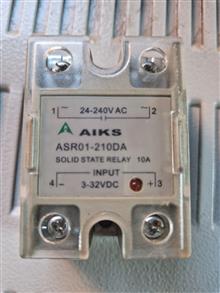 1 ~ 24-240V AC 2
AIKS
ASR01-210DA
SOLID STATE RELAY 10A
INPUT
4 - 3-32VDC + 3